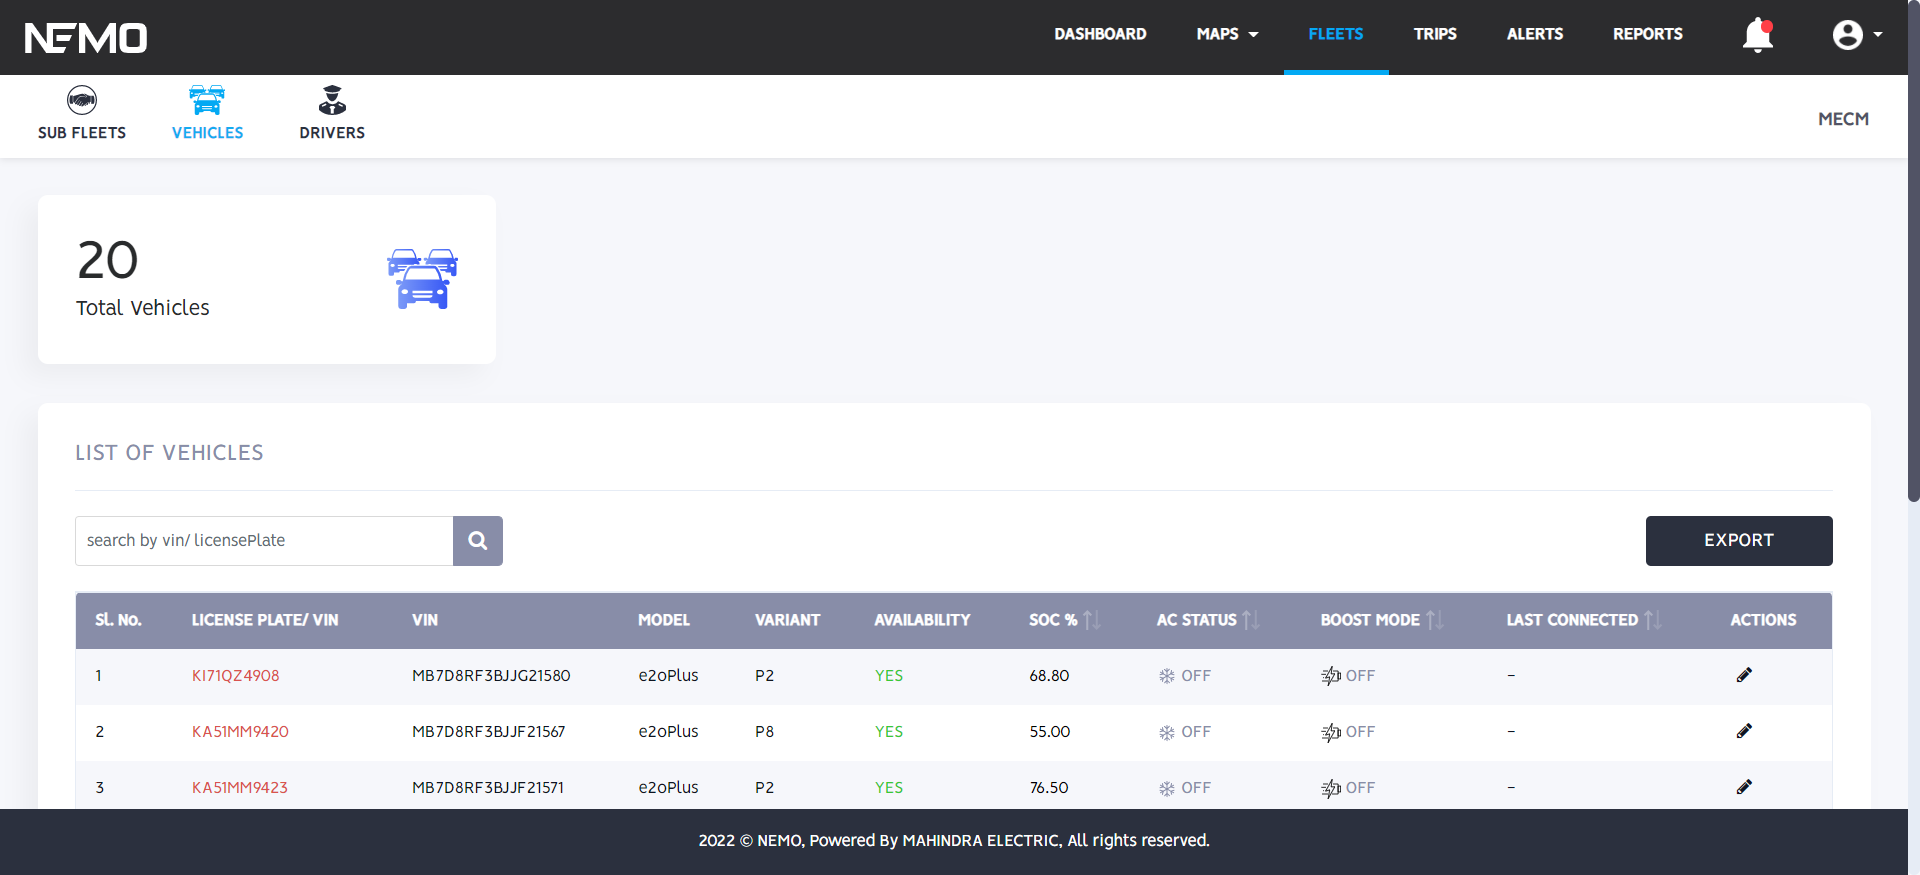 NEMO
DASHBOARD MAPS FLEETS TRIPS ALERTS REPORTS
SUB FLEETS VEHICLES DRIVERS
MECM
20
Total Vehicles
LIST OF VEHICLES
search by vin/ licensePlate
EXPORT
Sl. No. LICENSE PLATE/ VIN VIN MODEL VARIANT AVAILABILITY SOC % AC STATUS BOOST MODE LAST CONNECTED ACTIONS
1 KI71QZ4908 MB7D8RF3BJJG21580 e2oPlus P2 YES 68.80 OFF OFF –
2 KA51MM9420 MB7D8RF3BJJF21567 e2oPlus P8 YES 55.00 OFF OFF –
3 KA51MM9423 MB7D8RF3BJJF21571 e2oPlus P2 YES 76.50 OFF OFF –
2022 © NEMO, Powered By MAHINDRA ELECTRIC, All rights reserved.